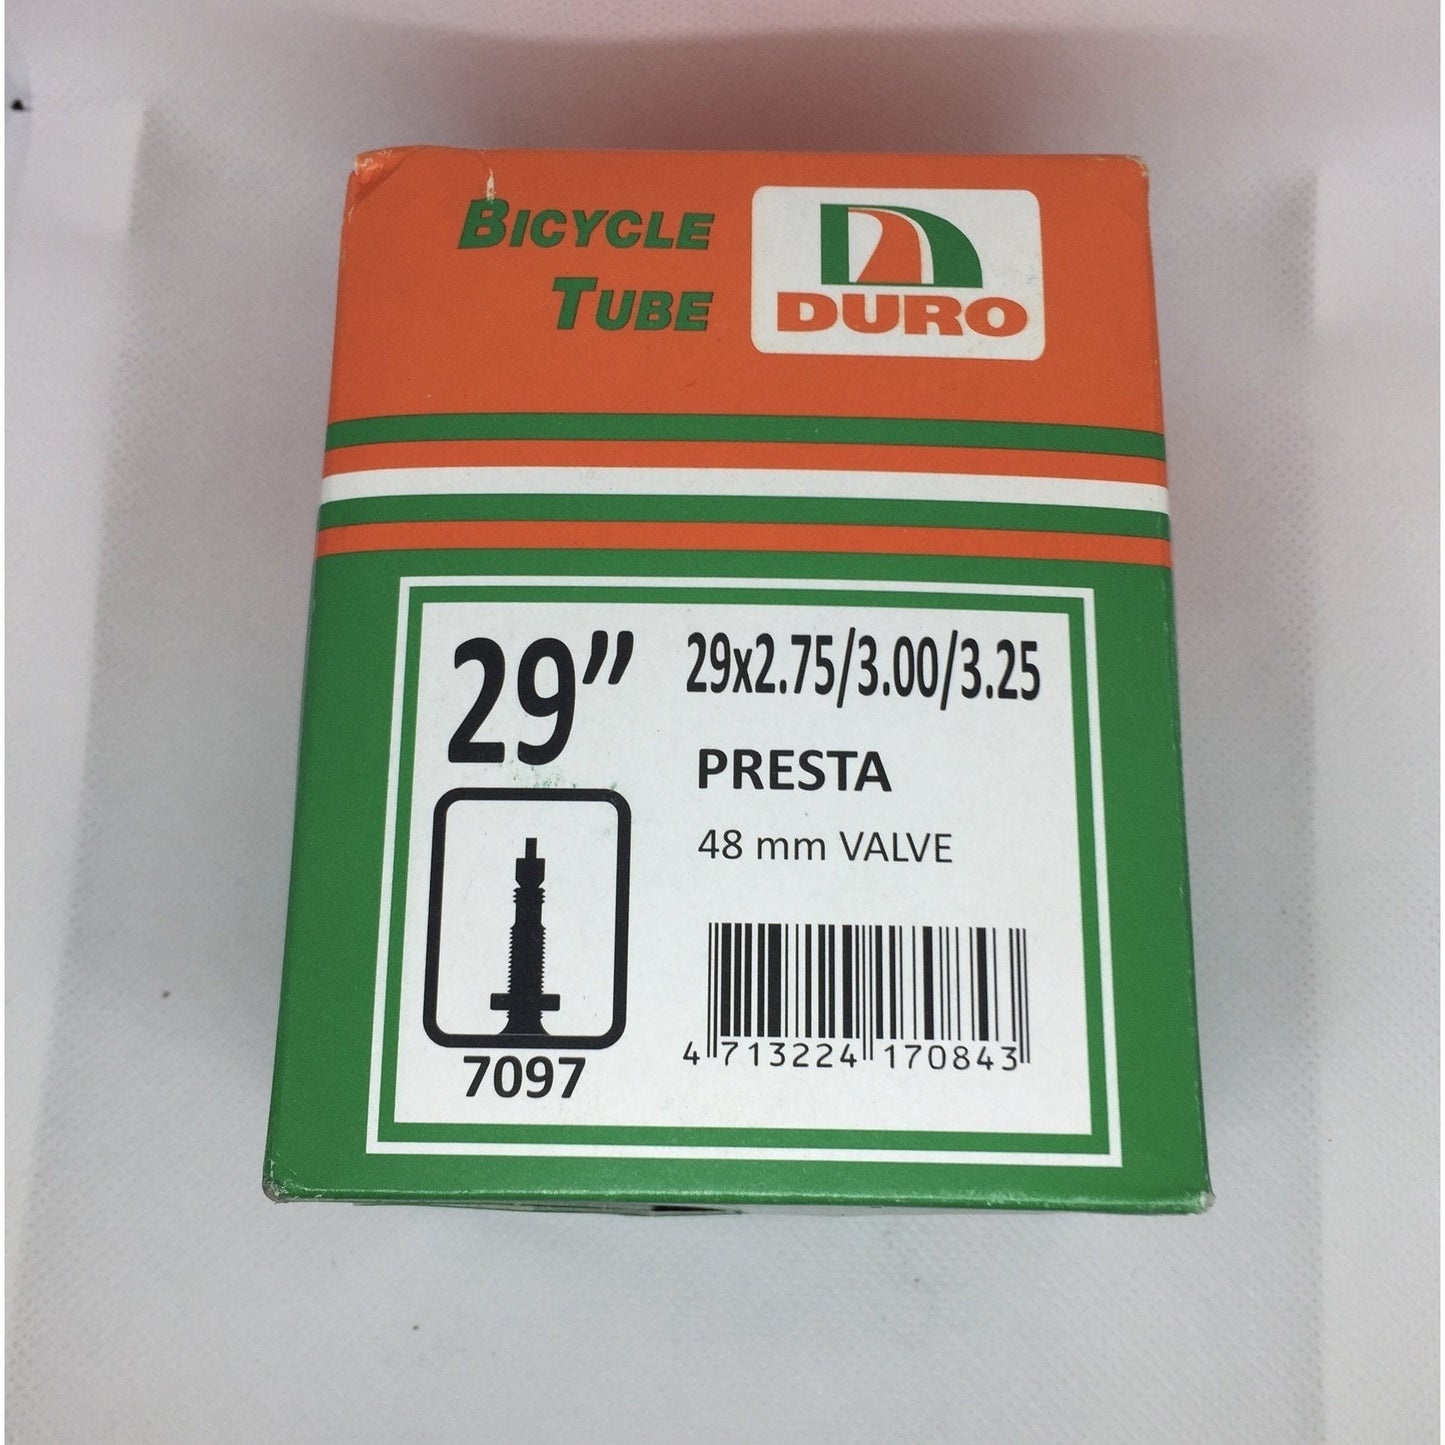 BICYCLE
TUBE
DURO
29”
29x2.75/3.00/3.25
PRESTA
48 mm VALVE
7097
4 713224 170843